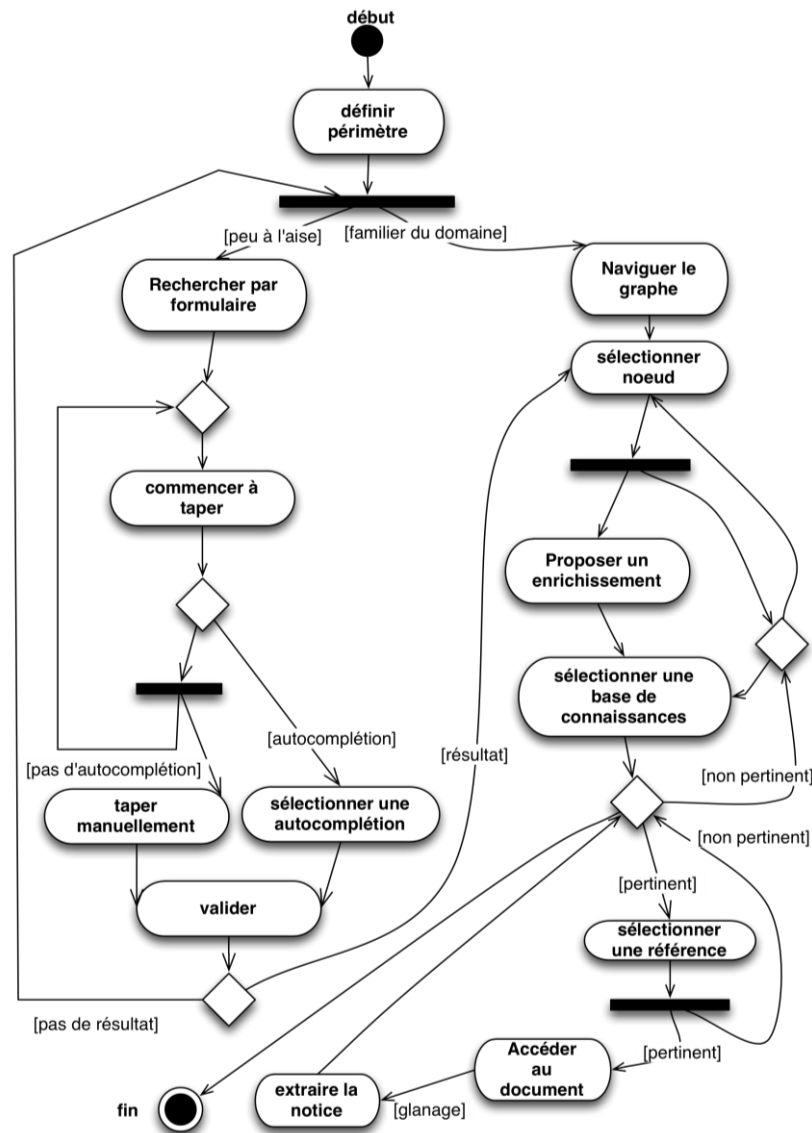 début
définir
périmètre
[peu à l'aise]
[familier du domaine]
Rechercher par
formulaire
Naviguer le
graphe
sélectionner
noeud
commencer à
taper
Proposer un
enrichissement
sélectionner une
base de
connaissances
[autocomplétion]
[résultat]
[pas d'autocomplétion]
[non pertinent]
taper
manuellement
sélectionner une
autocomplétion
[non pertinent]
[pertinent]
valider
sélectionner
une référence
[pas de résultat]
[pertinent]
Accéder
au
document
extraire la
notice
[glanage]
fin